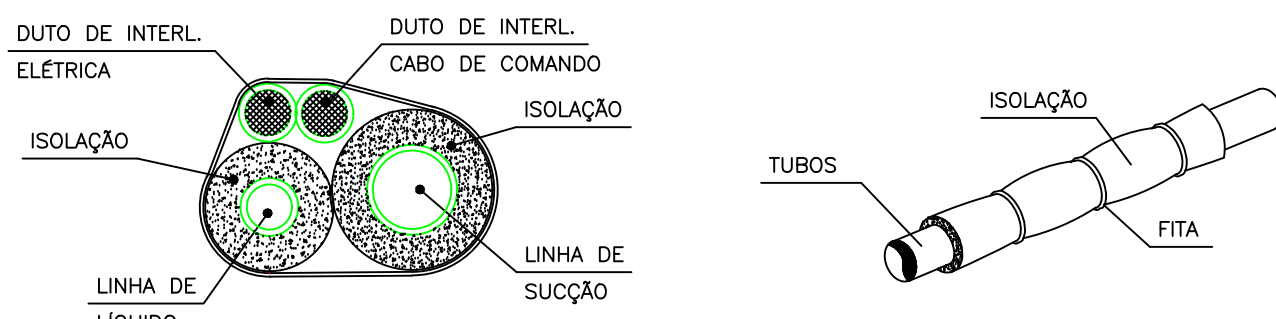 DUTO DE INTERL.
ELÉTRICA
DUTO DE INTERL.
CABO DE COMANDO
ISOLAÇÃO
ISOLAÇÃO
LINHA DE
LÍQUIDO
LINHA DE
SUCÇÃO
ISOLAÇÃO
TUBOS
FITA